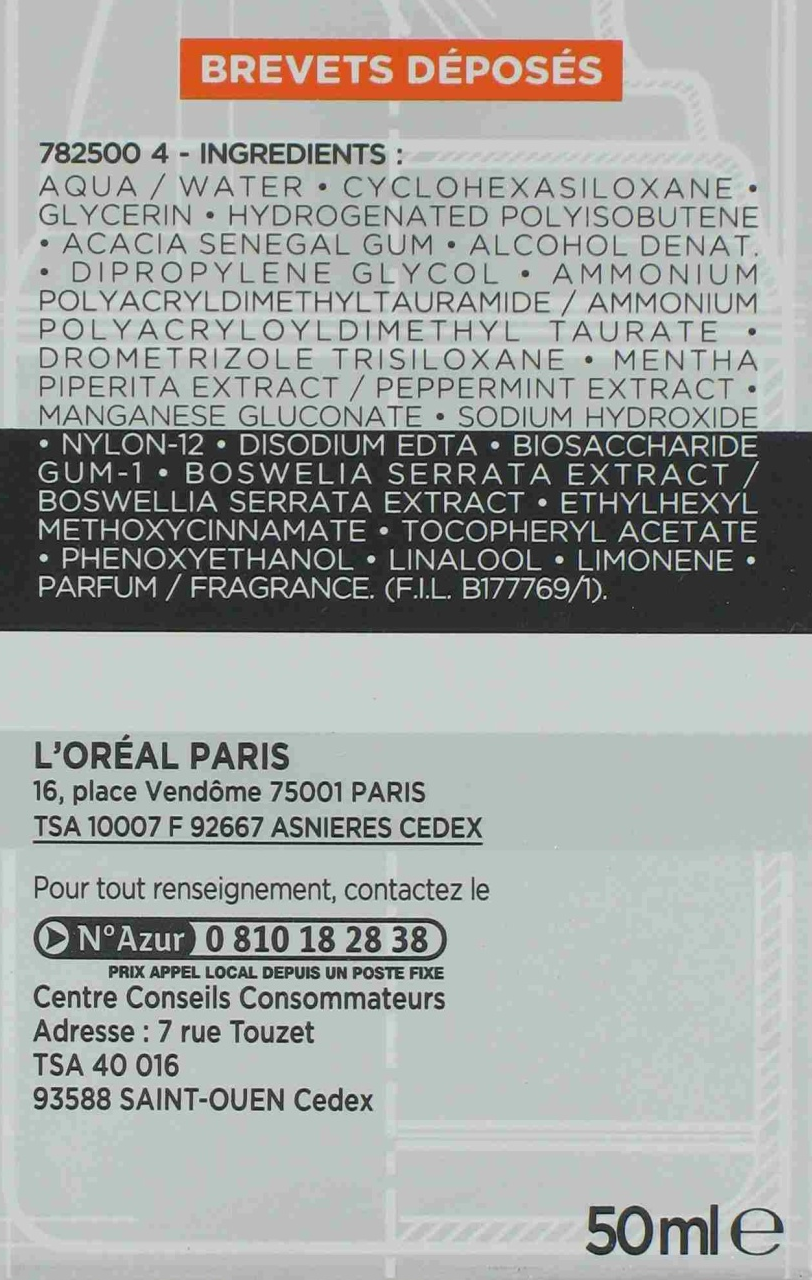 BREVETS DÉPOSÉS
782500 4 - INGREDIENTS :
AQUA / WATER • CYCLOHEXASILOXANE •
GLYCERIN • HYDROGENATED POLYISOBUTENE
• ACACIA SENEGAL GUM • ALCOHOL DENAT.
• DIPROPYLENE GLYCOL • AMMONIUM
POLYACRYLDIMETHYLTAURAMIDE / AMMONIUM
POLYACRYLOYLDIMETHYL TAURATE •
DROMETRIZOLE TRISILOXANE • MENTHA
PIPERITA EXTRACT / PEPPERMINT EXTRACT •
MANGANESE GLUCONATE • SODIUM HYDROXIDE
• NYLON-12 • DISODIUM EDTA • BIOSACCHARIDE
GUM-1 • BOSWELIA SERRATA EXTRACT /
BOSWELLIA SERRATA EXTRACT • ETHYLHEXYL
METHOXYCINNAMATE • TOCOPHERYL ACETATE
• PHENOXYETHANOL • LINALOOL • LIMONENE •
PARFUM / FRAGRANCE. (F.I.L. B177769/1).
L'ORÉAL PARIS
16, place Vendôme 75001 PARIS
TSA 10007 F 92667 ASNIERES CEDEX
Pour tout renseignement, contactez le
N°Azur 0 810 18 28 38
PRIX APPEL LOCAL DEPUIS UN POSTE FIXE
Centre Conseils Consommateurs
Adresse : 7 rue Touzet
TSA 40 016
93588 SAINT-OUEN Cedex
50ml ℮